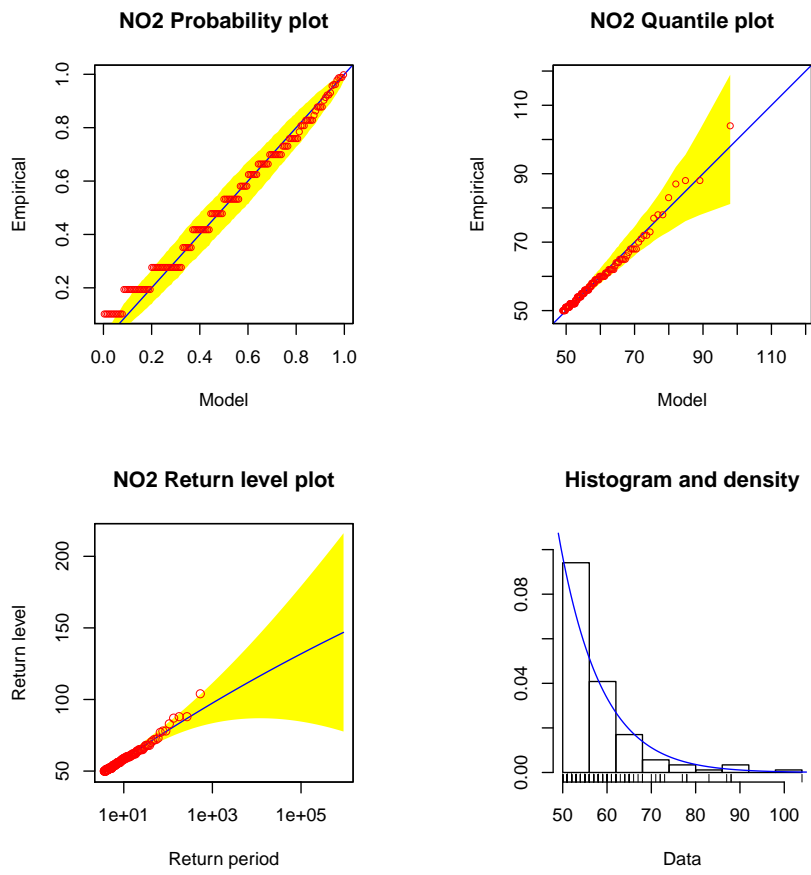 NO2 Probability plot
Empirical
0.2 0.4 0.6 0.8 1.0
0.0 0.2 0.4 0.6 0.8 1.0
Model
NO2 Quantile plot
Empirical
50 70 90 110
50 70 90 110
Model
NO2 Return level plot
Return level
50 100 150 200
1e+01 1e+03 1e+05
Return period
Histogram and density
0.00 0.04 0.08
50 60 70 80 90 100
Data